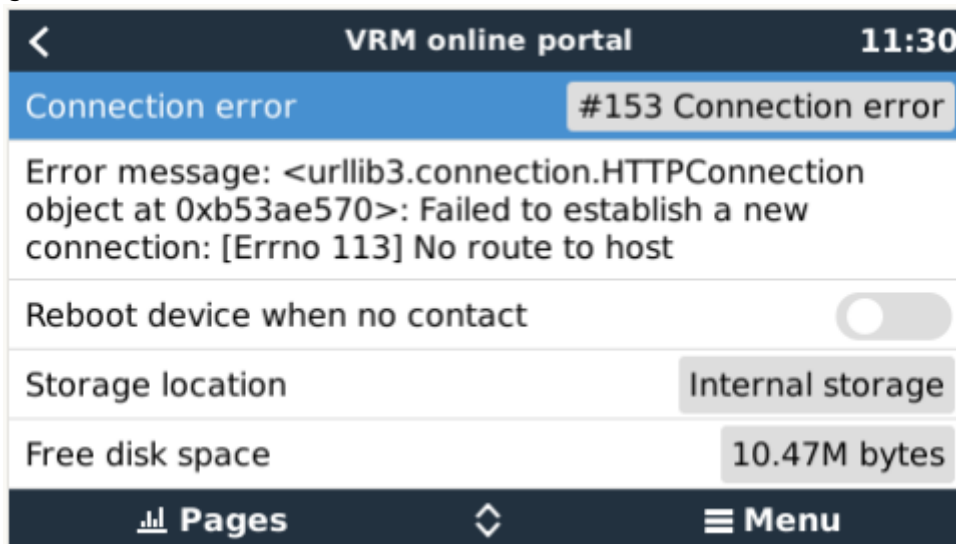 VRM online portal 11:30
Connection error #153 Connection error
Error message: <urllib3.connection.HTTPConnection
object at 0xb53ae570>: Failed to establish a new
connection: [Errno 113] No route to host
Reboot device when no contact
Storage location Internal storage
Free disk space 10.47M bytes
Pages Menu